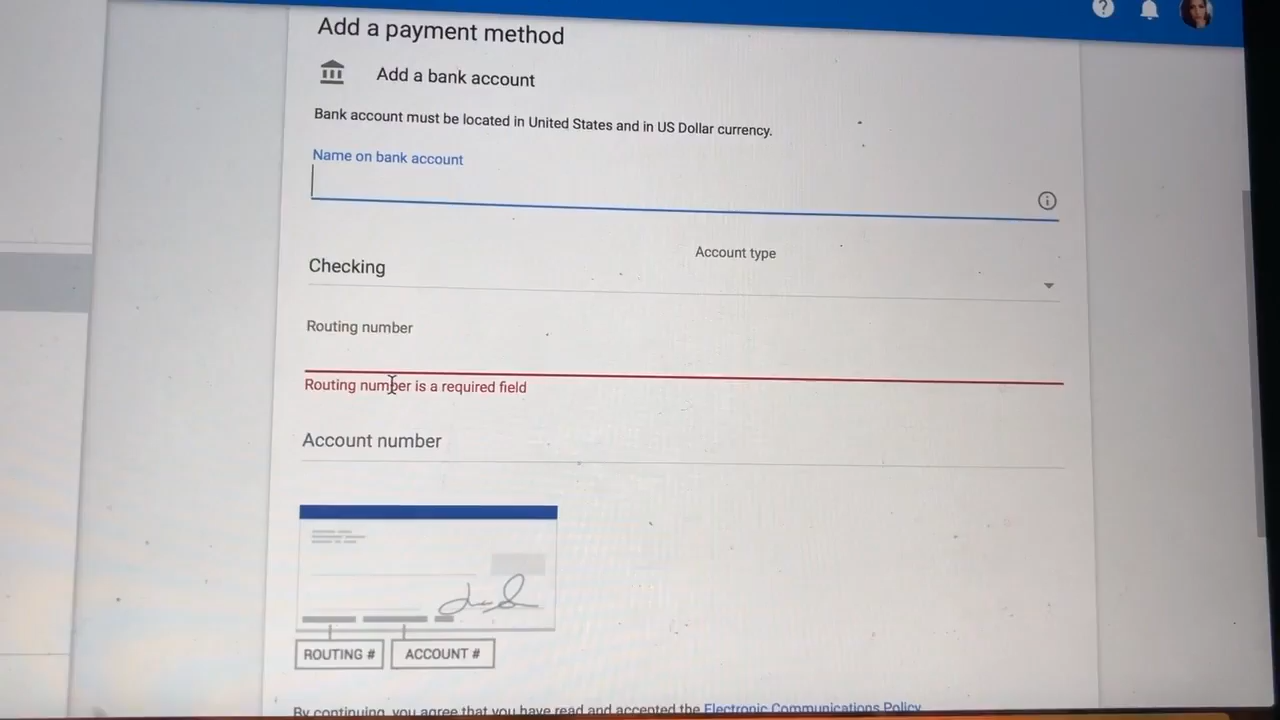 Add a payment method
Add a bank account
Bank account must be located in United States and in US Dollar currency.
Name on bank account
Account type
Checking
Routing number
Routing number is a required field
Account number
ROUTING #
ACCOUNT #
By continuing, you agree that you have read and accepted the Electronic Communications Policy